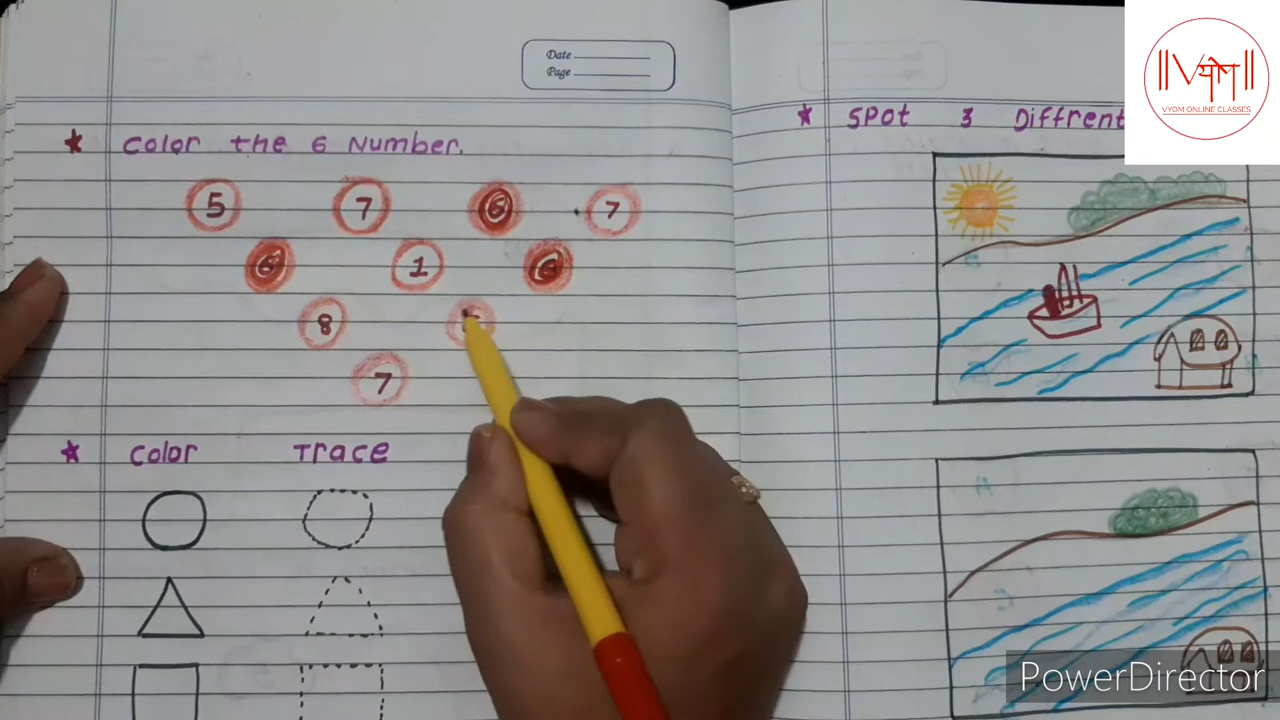 Date
Page
VYOM ONLINE CLASSES
||Vयोम||
★ Color the 6 Number.
★ Spot 3 Diffrent
5 7 6 7
6 1 6
8
7
★ Color Trace
PowerDirector